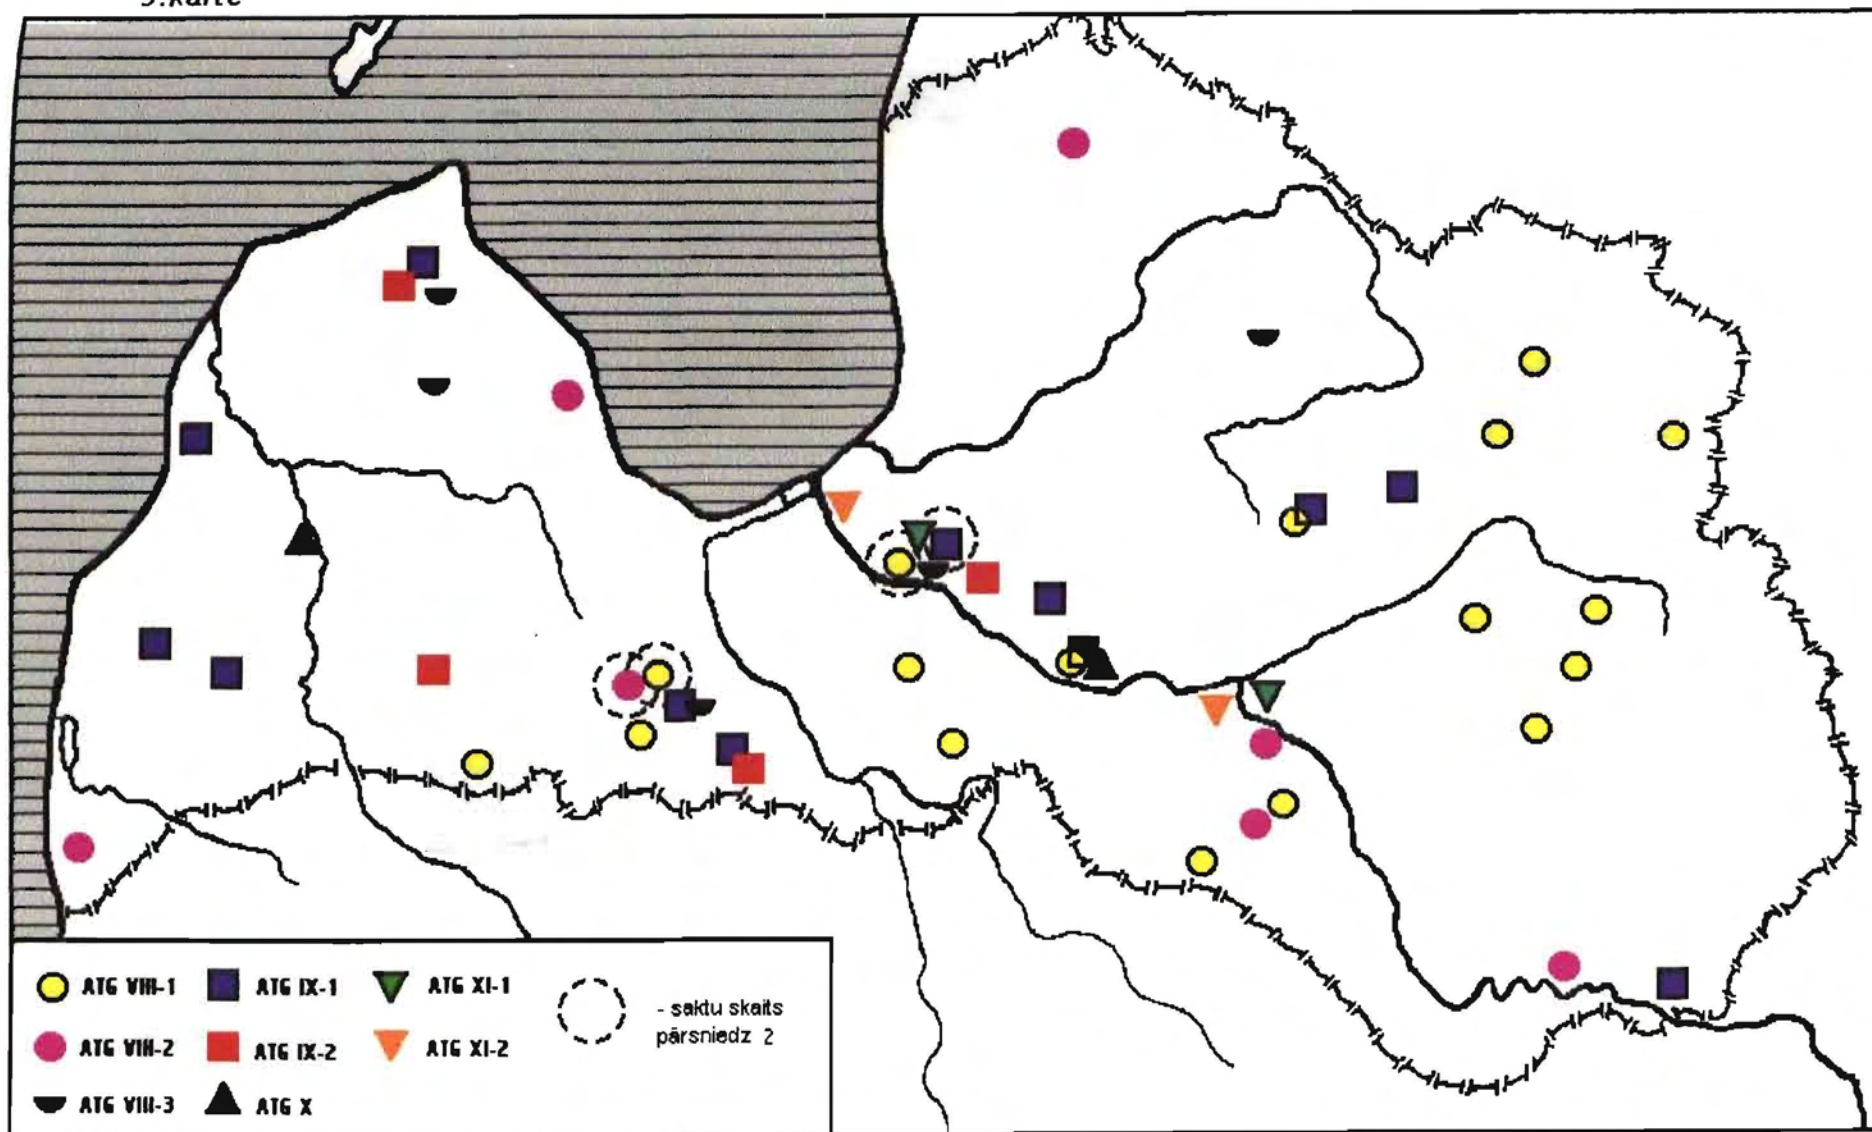 ATG VIII-1
ATG IX-1
ATG XI-1
- saktu skaits
pārsniedz 2
ATG VIII-2
ATG IX-2
ATG XI-2
ATG VIII-3
ATG X